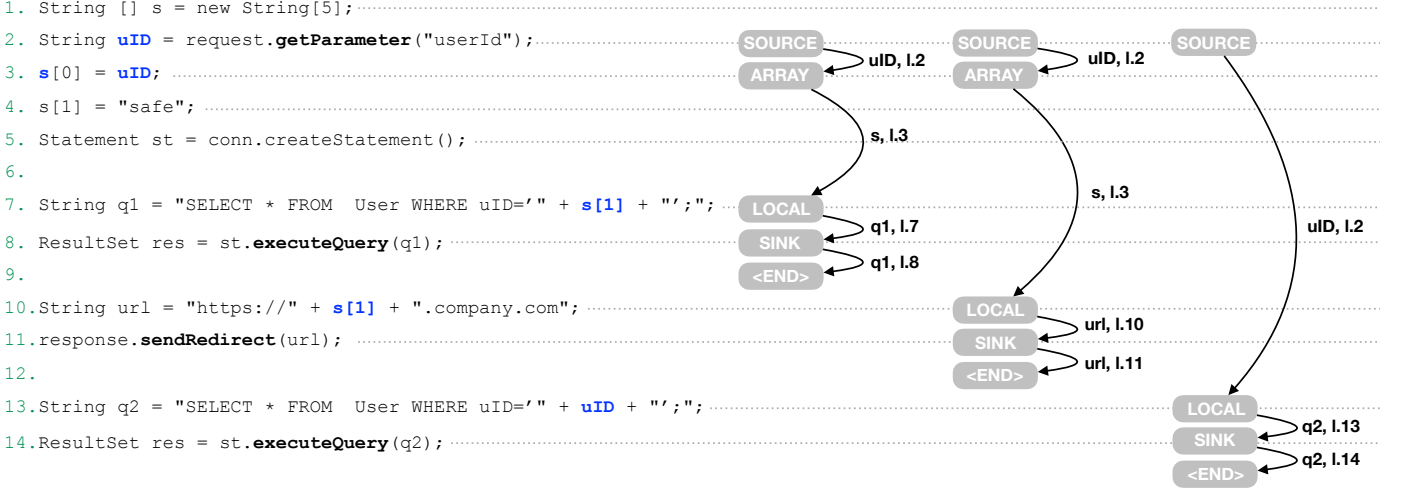 1. String [] s = new String[5];
2. String uID = request.getParameter("userId");
SOURCE SOURCE SOURCE
uID, l.2 uID, l.2
3. s[0] = uID;
ARRAY ARRAY
4. s[1] = "safe";
5. Statement st = conn.createStatement();
s, l.3
6.
s, l.3
7. String q1 = "SELECT * FROM  User WHERE uID='" + s[1] + "';";
LOCAL
q1, l.7
uID, l.2
8. ResultSet res = st.executeQuery(q1);
SINK
q1, l.8
9.
<END>
10.String url = "https://" + s[1] + ".company.com";
LOCAL
url, l.10
11.response.sendRedirect(url);
SINK
url, l.11
12.
<END>
13.String q2 = "SELECT * FROM  User WHERE uID='" + uID + "';";
LOCAL
q2, l.13
14.ResultSet res = st.executeQuery(q2);
SINK
q2, l.14
<END>